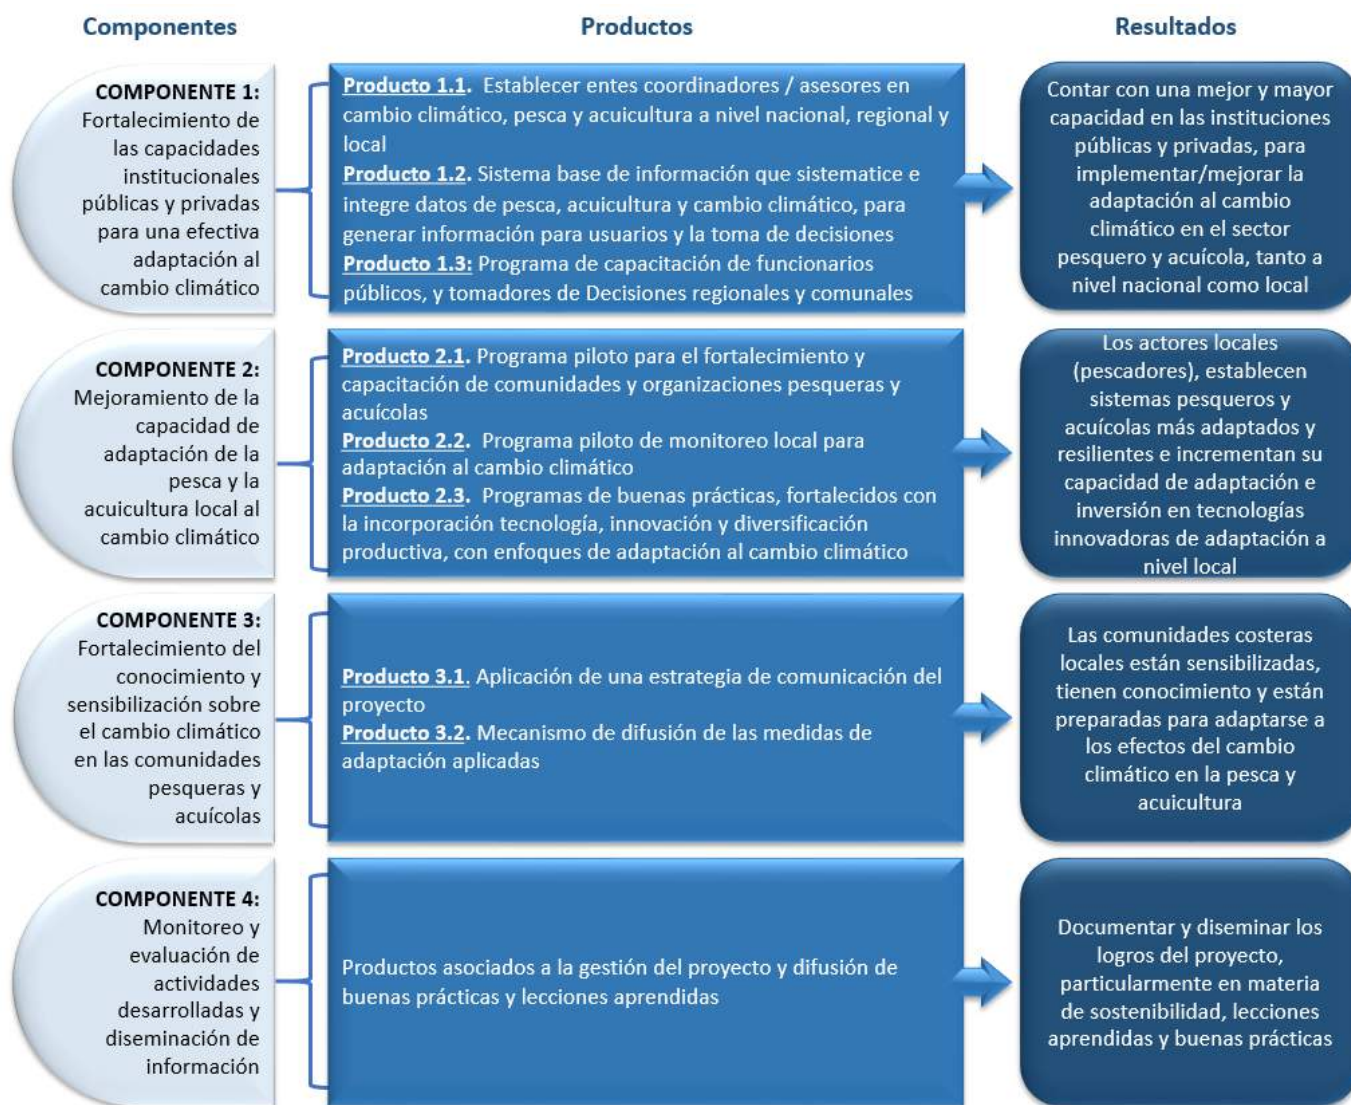 Componentes
Productos
Resultados
COMPONENTE 1:
Fortalecimiento de
las capacidades
institucionales
públicas y privadas
para una efectiva
adaptación al
cambio climático
Producto 1.1. Establecer entes coordinadores / asesores en
cambio climático, pesca y acuicultura a nivel nacional, regional y
local
Producto 1.2. Sistema base de información que sistematice e
integre datos de pesca, acuicultura y cambio climático, para
generar información para usuarios y la toma de decisiones
Producto 1.3: Programa de capacitación de funcionarios
públicos, y tomadores de Decisiones regionales y comunales
Contar con una mejor y mayor
capacidad en las instituciones
públicas y privadas, para
implementar/mejorar la
adaptación al cambio
climático en el sector
pesquero y acuícola, tanto a
nivel nacional como local
COMPONENTE 2:
Mejoramiento de la
capacidad de
adaptación de la
pesca y la
acuicultura local al
cambio climático
Producto 2.1. Programa piloto para el fortalecimiento y
capacitación de comunidades y organizaciones pesqueras y
acuícolas
Producto 2.2. Programa piloto de monitoreo local para
adaptación al cambio climático
Producto 2.3. Programas de buenas prácticas, fortalecidos con
la incorporación tecnología, innovación y diversificación
productiva, con enfoques de adaptación al cambio climático
Los actores locales
(pescadores), establecen
sistemas pesqueros y
acuícolas más adaptados y
resilientes e incrementan su
capacidad de adaptación e
inversión en tecnologías
innovadoras de adaptación a
nivel local
COMPONENTE 3:
Fortalecimiento del
conocimiento y
sensibilización sobre
el cambio climático
en las comunidades
pesqueras y
acuícolas
Producto 3.1. Aplicación de una estrategia de comunicación del
proyecto
Producto 3.2. Mecanismo de difusión de las medidas de
adaptación aplicadas
Las comunidades costeras
locales están sensibilizadas,
tienen conocimiento y están
preparadas para adaptarse a
los efectos del cambio
climático en la pesca y
acuicultura
COMPONENTE 4:
Monitoreo y
evaluación de
actividades
desarrolladas y
diseminación de
información
Productos asociados a la gestión del proyecto y difusión de
buenas prácticas y lecciones aprendidas
Documentar y diseminar los
logros del proyecto,
particularmente en materia
de sostenibilidad, lecciones
aprendidas y buenas prácticas